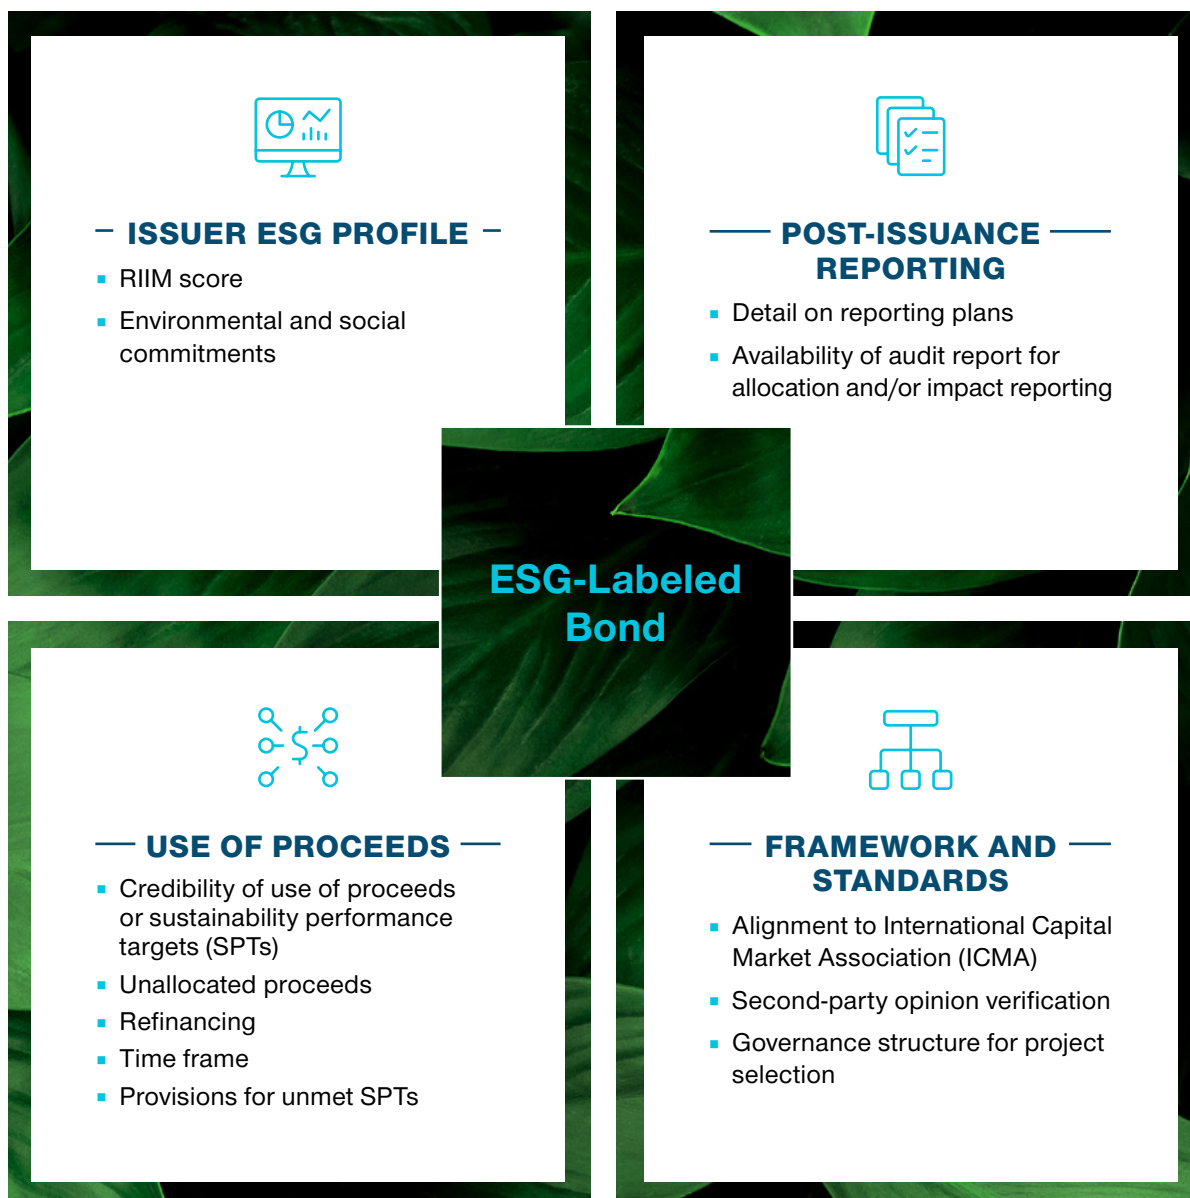 ISSUER ESG PROFILE
RIIM score
Environmental and social
commitments
POST-ISSUANCE
REPORTING
Detail on reporting plans
Availability of audit report for
allocation and/or impact reporting
ESG-Labeled
Bond
USE OF PROCEEDS
Credibility of use of proceeds
or sustainability performance
targets (SPTs)
Unallocated proceeds
Refinancing
Time frame
Provisions for unmet SPTs
FRAMEWORK AND
STANDARDS
Alignment to International Capital
Market Association (ICMA)
Second-party opinion verification
Governance structure for project
selection